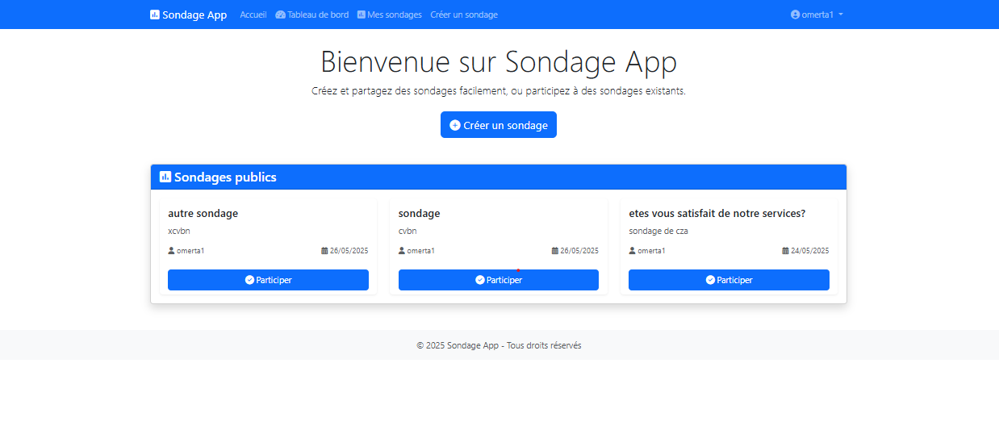 Sondage App Accueil Tableau de bord Mes sondages Créer un sondage omerta1
Bienvenue sur Sondage App
Créez et partagez des sondages facilement, ou participez à des sondages existants.
Créer un sondage
Sondages publics
autre sondage
xcvbn
omerta1 26/05/2025
Participer
sondage
cvbn
omerta1 26/05/2025
Participer
etes vous satisfait de notre services?
sondage de cza
omerta1 24/05/2025
Participer
© 2025 Sondage App - Tous droits réservés